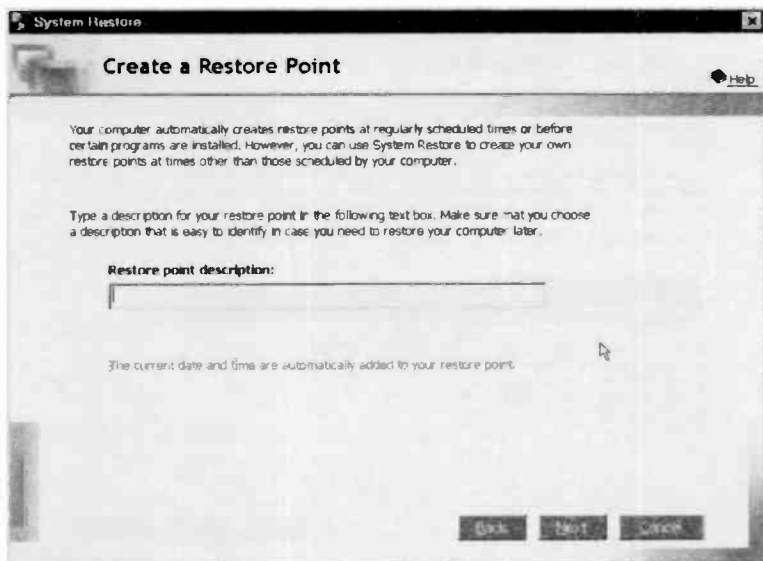 System Restore
Create a Restore Point
Help
Your computer automatically creates restore points at regularly scheduled times or before
certain programs are installed. However, you can use System Restore to create your own
restore points at times other than those scheduled by your computer.
Type a description for your restore point in the following text box. Make sure that you choose
a description that is easy to identify in case you need to restore your computer later.
Restore point description:
The current date and time are automatically added to your restore point.
Back Next Cancel